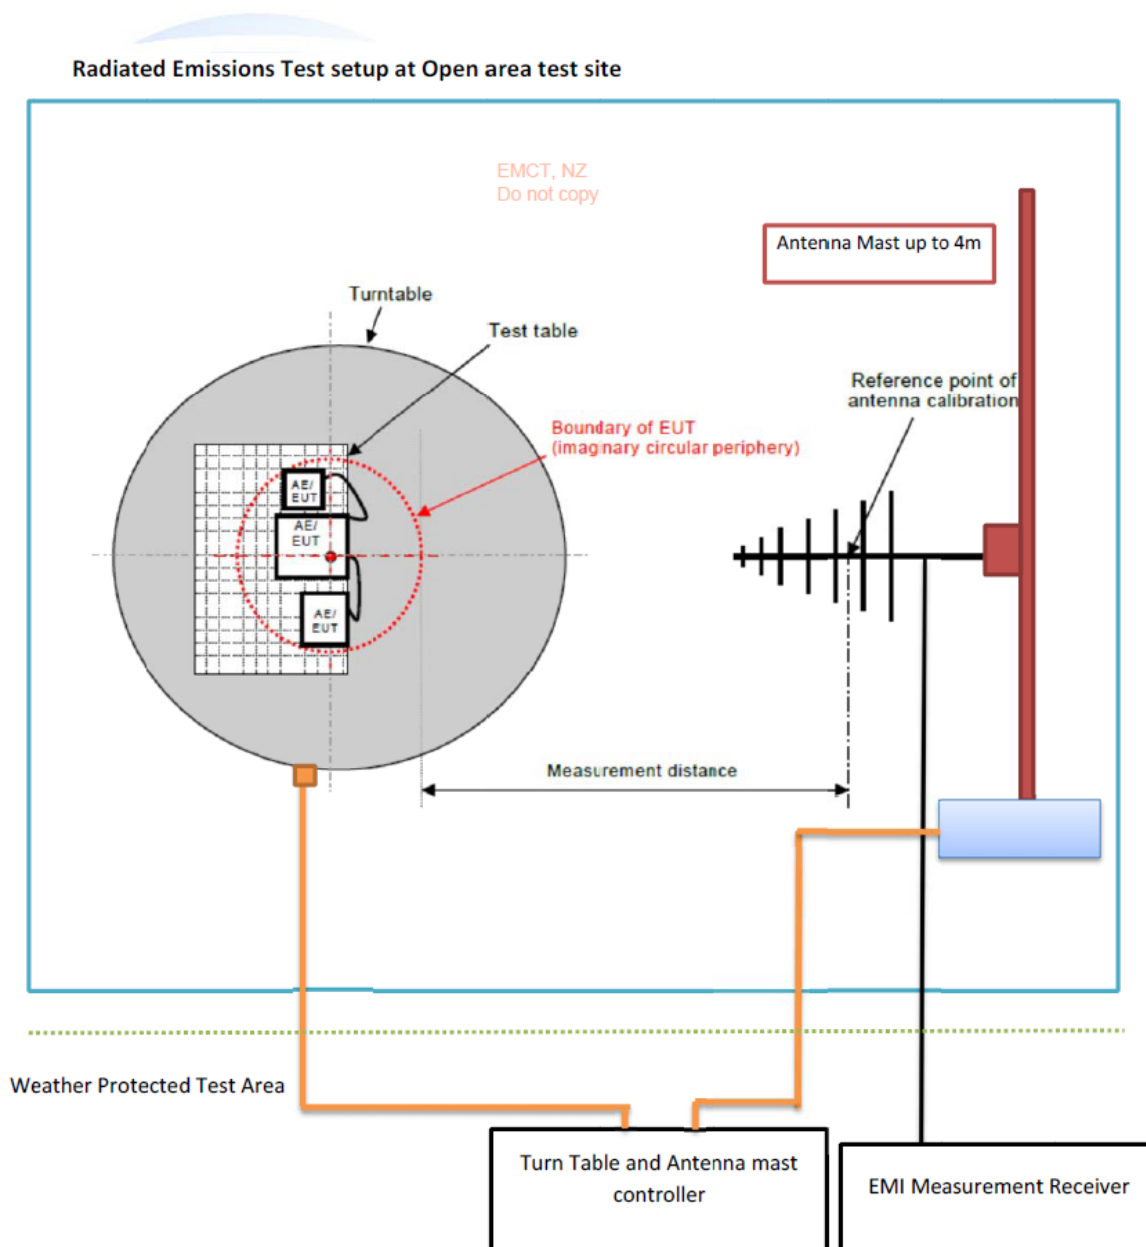 Radiated Emissions Test setup at Open area test site
EMCT, NZ
Do not copy
Antenna Mast up to 4m
Turntable
Test table
Reference point of
antenna calibration
Boundary of EUT
(imaginary circular periphery)
AE/
EUT
AE/
EUT
AE/
EUT
Measurement distance
Weather Protected Test Area
Turn Table and Antenna mast
controller
EMI Measurement Receiver